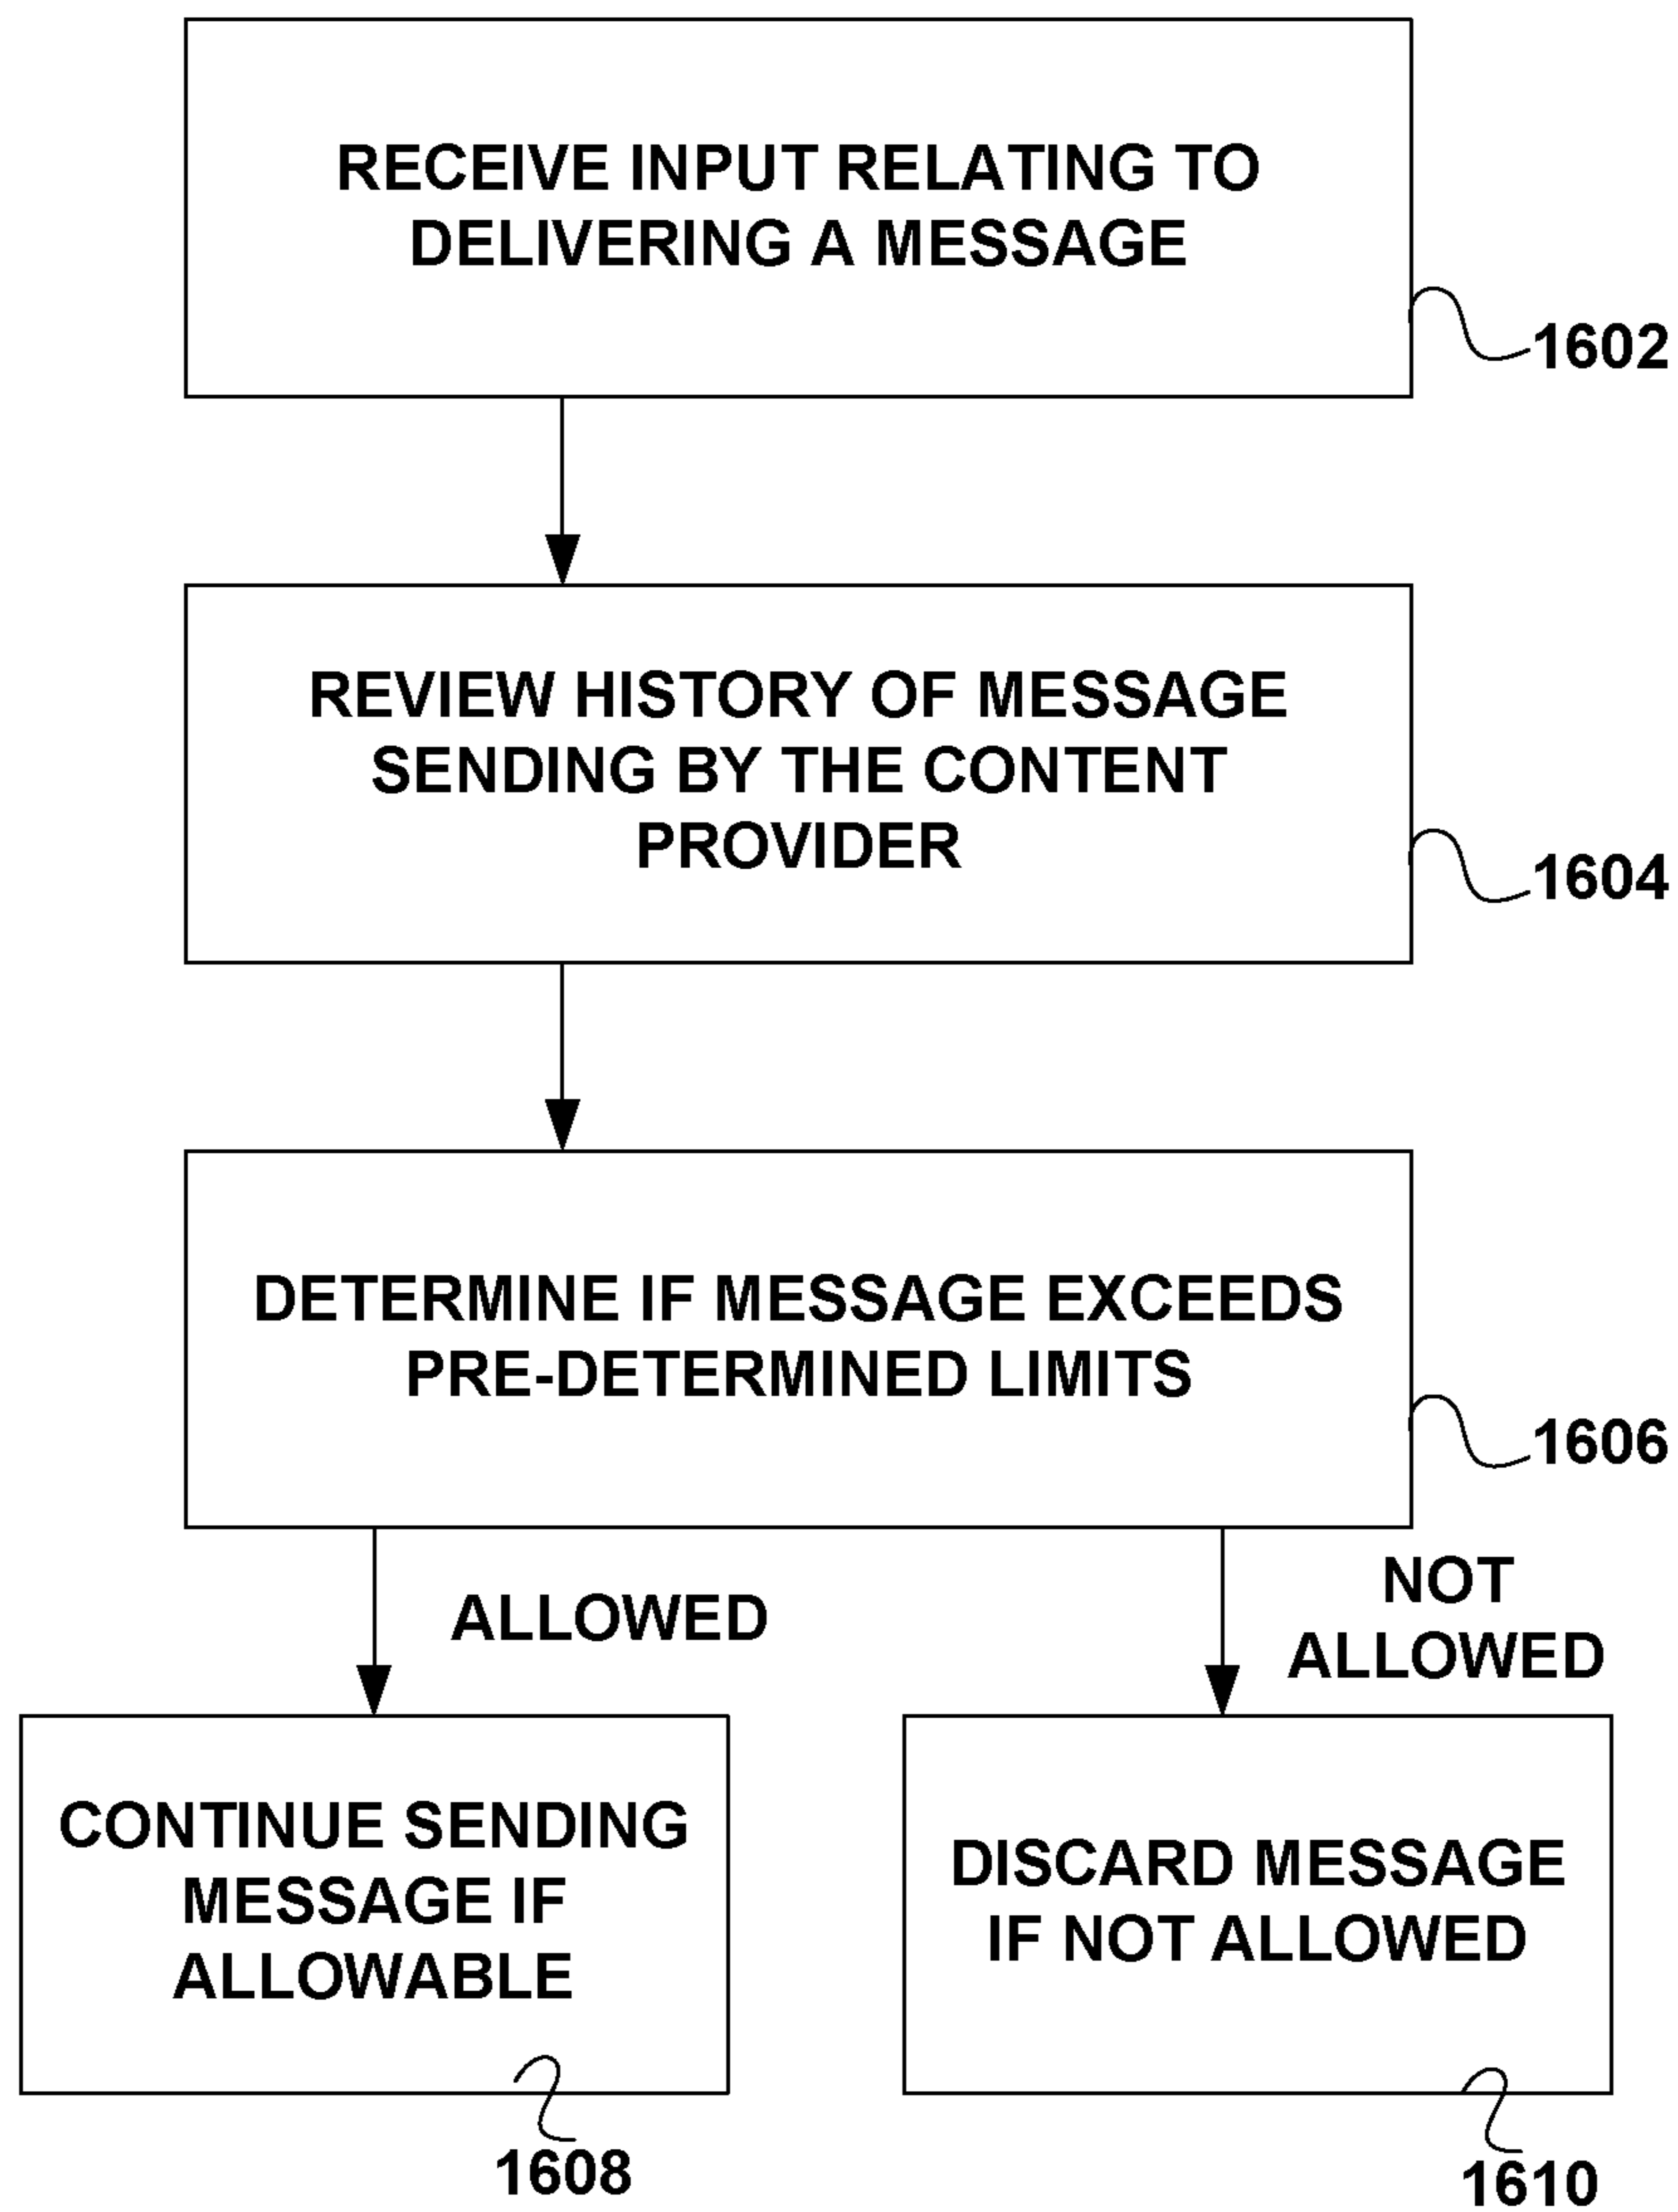 RECEIVE INPUT RELATING TO
DELIVERING A MESSAGE
1602
REVIEW HISTORY OF MESSAGE
SENDING BY THE CONTENT
PROVIDER
1604
DETERMINE IF MESSAGE EXCEEDS
PRE-DETERMINED LIMITS
1606
ALLOWED
NOT
ALLOWED
CONTINUE SENDING
MESSAGE IF
ALLOWABLE
1608
DISCARD MESSAGE
IF NOT ALLOWED
1610